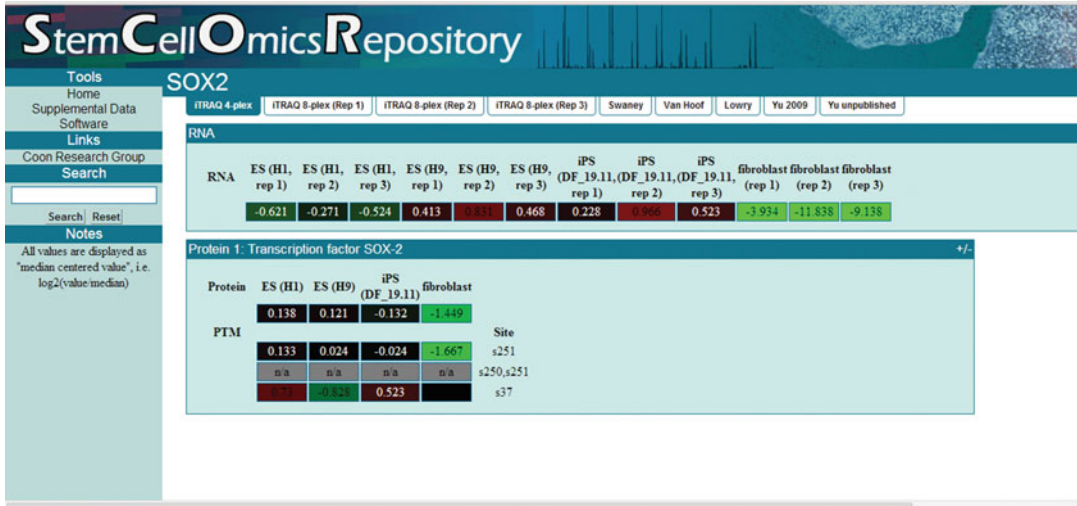 StemCellOmicsRepository
Tools
Home
Supplemental Data
Software
Links
Coon Research Group
Search
Search Reset
Notes
All values are displayed as
"median centered value", i.e.
log2(value/median)
SOX2
iTRAQ 4-plex iTRAQ 8-plex (Rep 1) iTRAQ 8-plex (Rep 2) iTRAQ 8-plex (Rep 3) Swaney Van Hoof Lowry Yu 2009 Yu unpublished
RNA
RNA ES (H1, rep 1) ES (H1, rep 2) ES (H1, rep 3) ES (H9, rep 1) ES (H9, rep 2) ES (H9, rep 3) iPS (DF_19.11, rep 1) iPS (DF_19.11, rep 2) iPS (DF_19.11, rep 3) fibroblast (rep 1) fibroblast (rep 2) fibroblast (rep 3)
-0.621 -0.271 -0.524 0.413 0.831 0.468 0.228 0.966 0.523 -3.934 -11.838 -9.138
Protein 1: Transcription factor SOX-2 +/-
Protein ES (H1) ES (H9) iPS (DF_19.11) fibroblast
0.138 0.121 -0.132 -1.449
PTM Site
0.133 0.024 -0.024 -1.667 s251
n/a n/a n/a n/a s250,s251
0.73 -0.828 0.523 s37